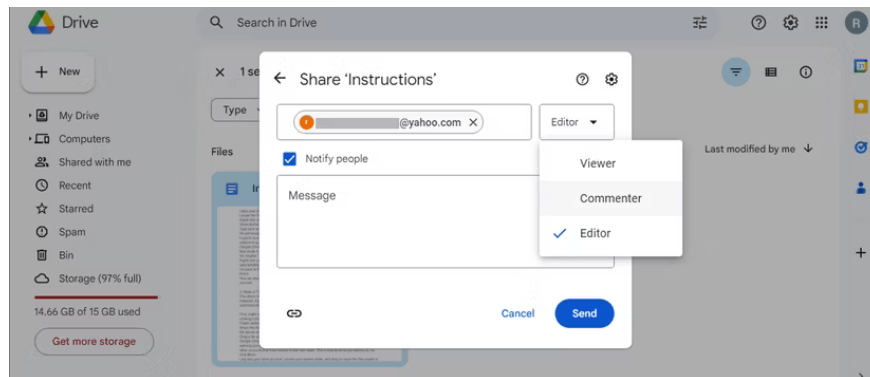 Drive
Search in Drive
R
New
1 se
Share 'Instructions'
Type
@yahoo.com
Editor
My Drive
Computers
Shared with me
Recent
Starred
Spam
Bin
Storage (97% full)
14.66 GB of 15 GB used
Get more storage
Files
Notify people
Last modified by me
Viewer
Commenter
Editor
In
Message
Cancel
Send
31